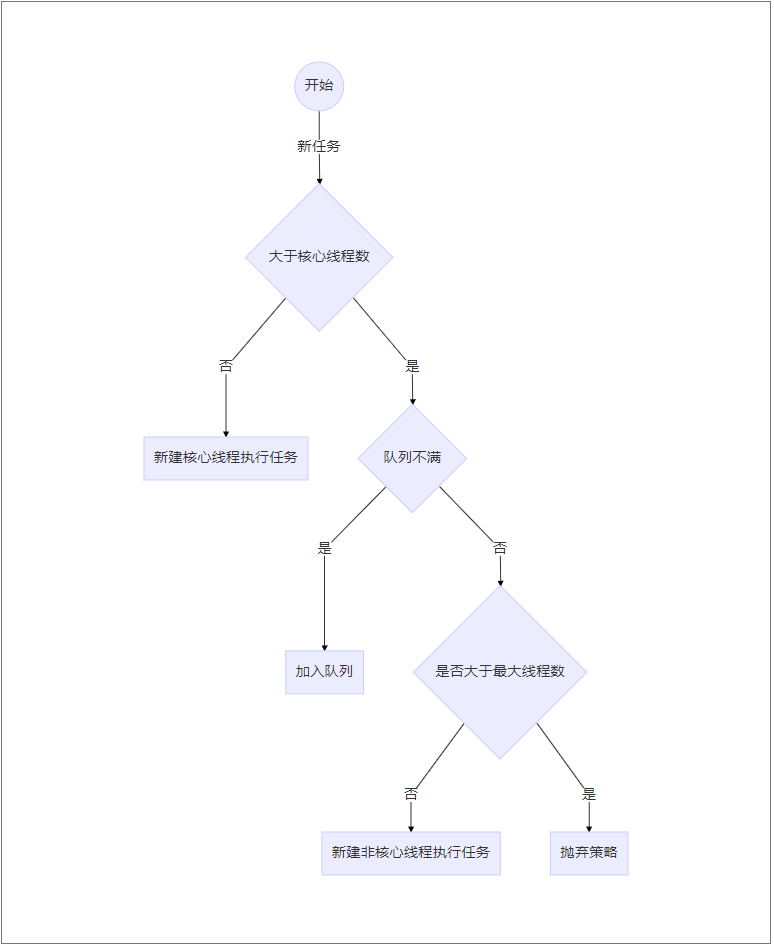 开始
新任务
大于核心线程数
否
是
新建核心线程执行任务
队列不满
是
否
加入队列
是否大于最大线程数
否
是
新建非核心线程执行任务
抛弃策略